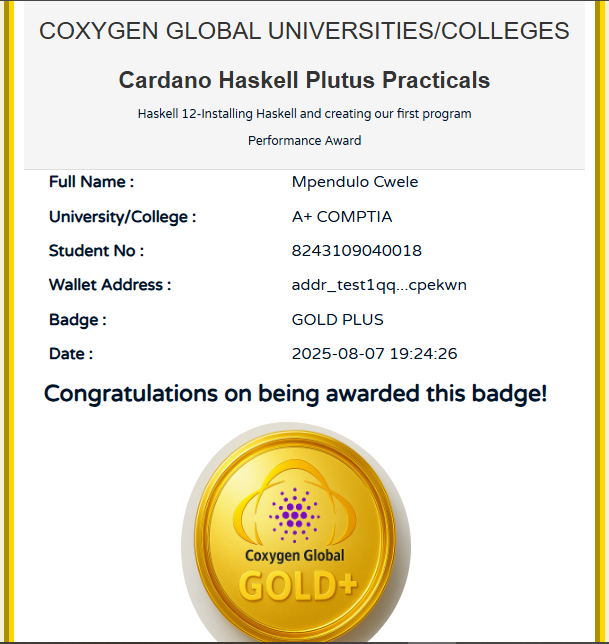 COXYGEN GLOBAL UNIVERSITIES/COLLEGES
Cardano Haskell Plutus Practicals
Haskell 12-Installing Haskell and creating our first program
Performance Award
Full Name : Mpendulo Cwele
University/College : A+ COMPTIA
Student No : 8243109040018
Wallet Address : addr_test1qq...cpekwn
Badge : GOLD PLUS
Date : 2025-08-07 19:24:26
Congratulations on being awarded this badge!
Coxygen Global
GOLD+